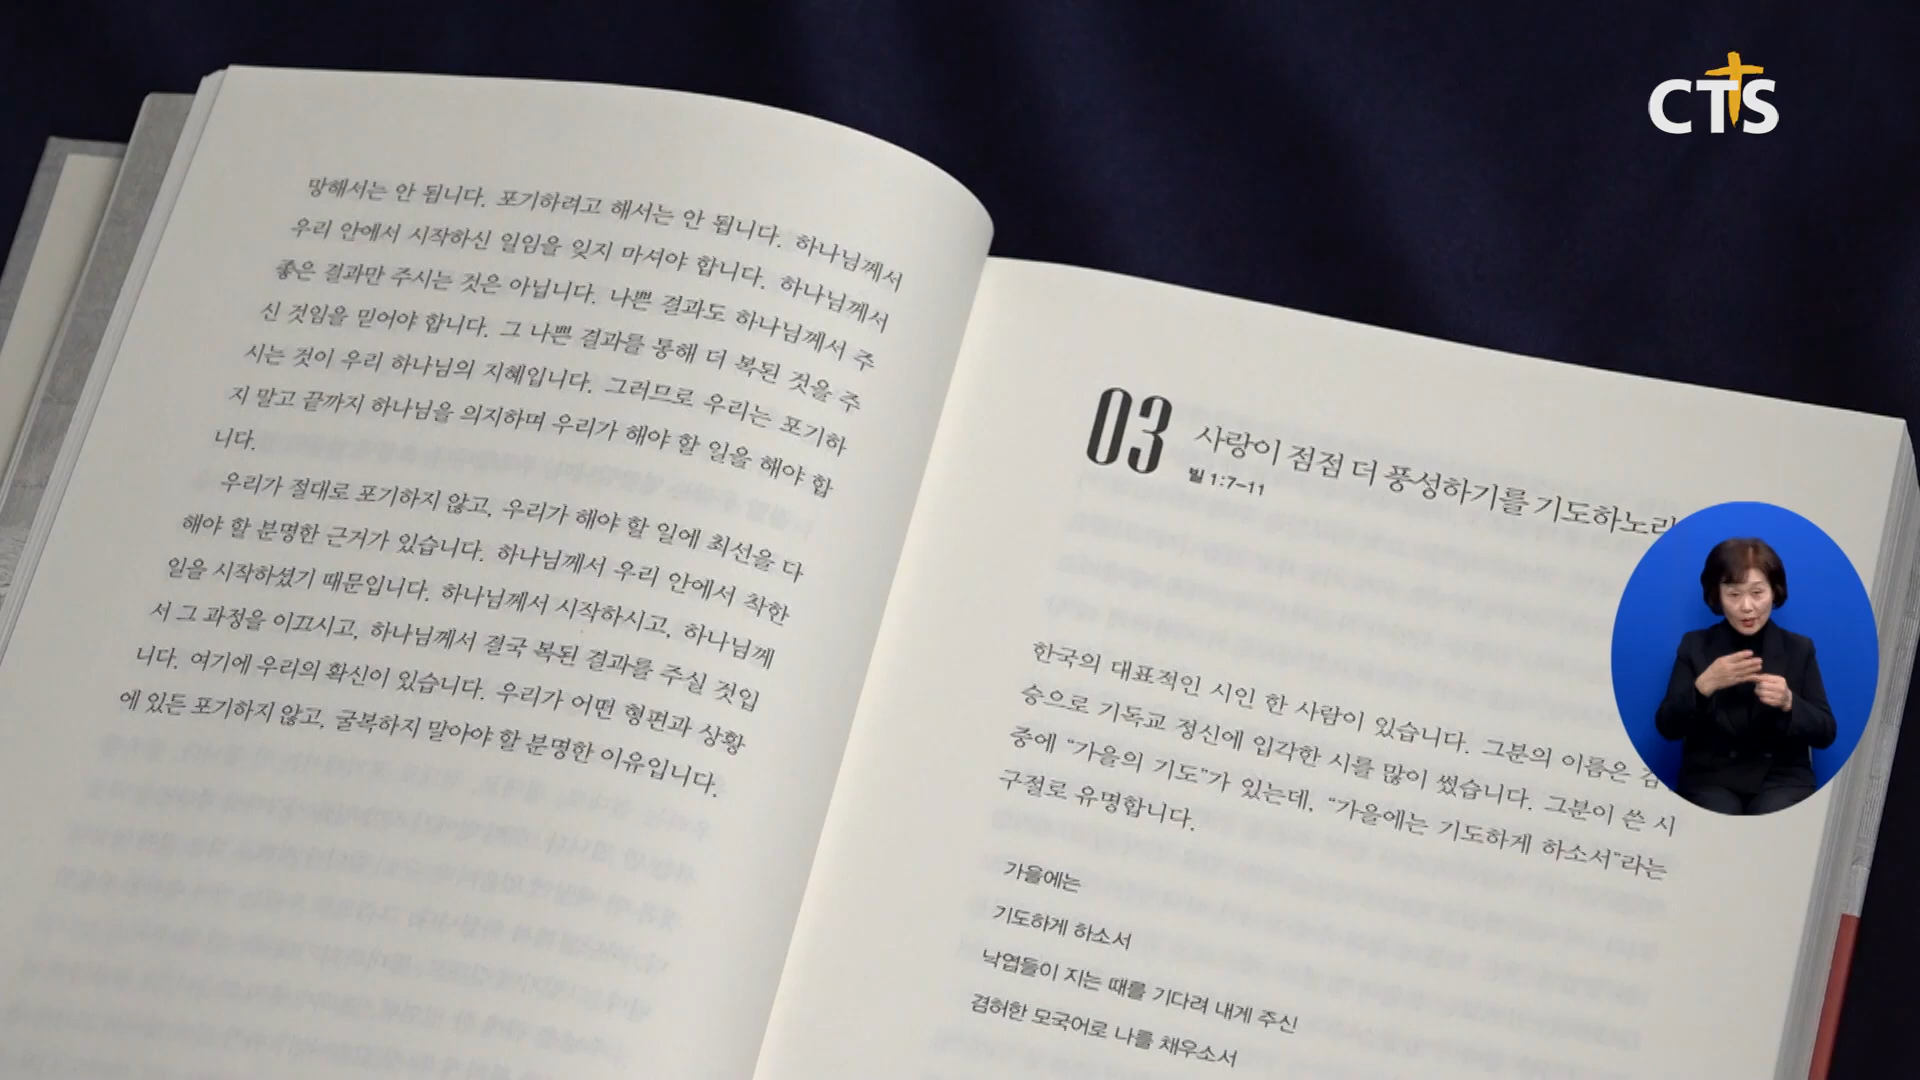 CTS
망해서는 안 됩니다. 포기하려고 해서는 안 됩니다. 하나님께서
우리 안에서 시작하신 일임을 잊지 마셔야 합니다. 하나님께서
좋은 결과만 주시는 것은 아닙니다. 나쁜 결과도 하나님께서 주
신 것임을 믿어야 합니다. 그 나쁜 결과를 통해 더 복된 것을 주
시는 것이 우리 하나님의 지혜입니다. 그러므로 우리는 포기하
지 말고 끝까지 하나님을 의지하며 우리가 해야 할 일을 해야 합
니다.
우리가 절대로 포기하지 않고, 우리가 해야 할 일에 최선을 다
해야 할 분명한 근거가 있습니다. 하나님께서 우리 안에서 착한
일을 시작하셨기 때문입니다. 하나님께서 시작하시고, 하나님께
서 그 과정을 이끄시고, 하나님께서 결국 복된 결과를 주실 것입
니다. 여기에 우리의 확신이 있습니다. 우리가 어떤 형편과 상황
에 있든 포기하지 않고, 굴복하지 말아야 할 분명한 이유입니다.
03 사랑이 점점 더 풍성하기를 기도하노라
빌 1:7-11
한국의 대표적인 시인 한 사람이 있습니다. 그분의 이름은
승으로 기독교 정신에 입각한 시를 많이 썼습니다. 그분이 쓴 시
중에 “가을의 기도”가 있는데, “가을에는 기도하게 하소서”라는
구절로 유명합니다.
가을에는
기도하게 하소서
낙엽들이 지는 때를 기다려 내게 주신
겸허한 모국어로 나를 채우소서